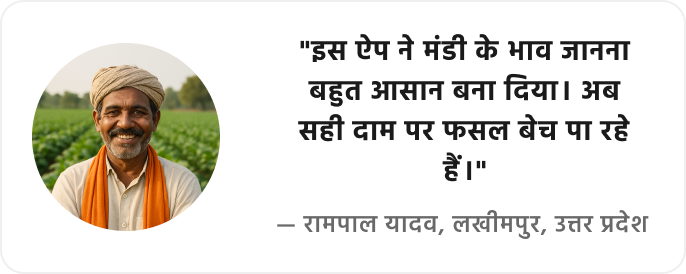 "इस ऐप ने मंडी के भाव जानना
बहुत आसान बना दिया। अब
सही दाम पर फसल बेच पा रहे
हैं।"
— रामपाल यादव, लखीमपुर, उत्तर प्रदेश